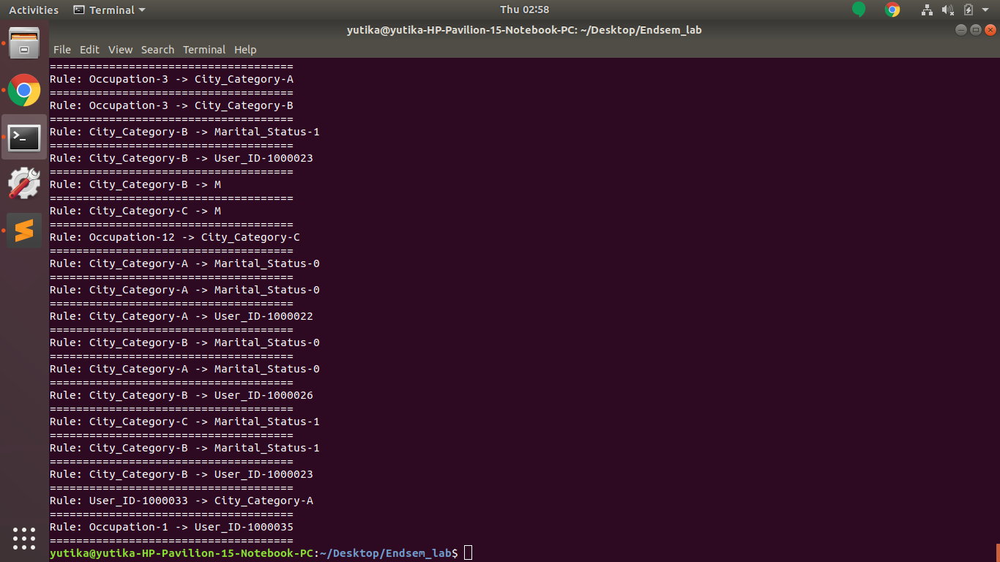 Activities Terminal Thu 02:58
yutika@yutika-HP-Pavilion-15-Notebook-PC: ~/Desktop/Endsem_lab
File Edit View Search Terminal Help
=====================================
Rule: Occupation-3 -> City_Category-A
=====================================
Rule: Occupation-3 -> City_Category-B
=====================================
Rule: City_Category-B -> Marital_Status-1
=====================================
Rule: City_Category-B -> User_ID-1000023
=====================================
Rule: City_Category-B -> M
=====================================
Rule: City_Category-C -> M
=====================================
Rule: Occupation-12 -> City_Category-C
=====================================
Rule: City_Category-A -> Marital_Status-0
=====================================
Rule: City_Category-A -> Marital_Status-0
=====================================
Rule: City_Category-A -> User_ID-1000022
=====================================
Rule: City_Category-B -> Marital_Status-0
=====================================
Rule: City_Category-A -> Marital_Status-0
=====================================
Rule: City_Category-B -> User_ID-1000026
=====================================
Rule: City_Category-C -> Marital_Status-1
=====================================
Rule: City_Category-B -> Marital_Status-1
=====================================
Rule: City_Category-B -> User_ID-1000023
=====================================
Rule: User_ID-1000033 -> City_Category-A
=====================================
Rule: Occupation-1 -> User_ID-1000035
=====================================
yutika@yutika-HP-Pavilion-15-Notebook-PC:~/Desktop/Endsem_lab$